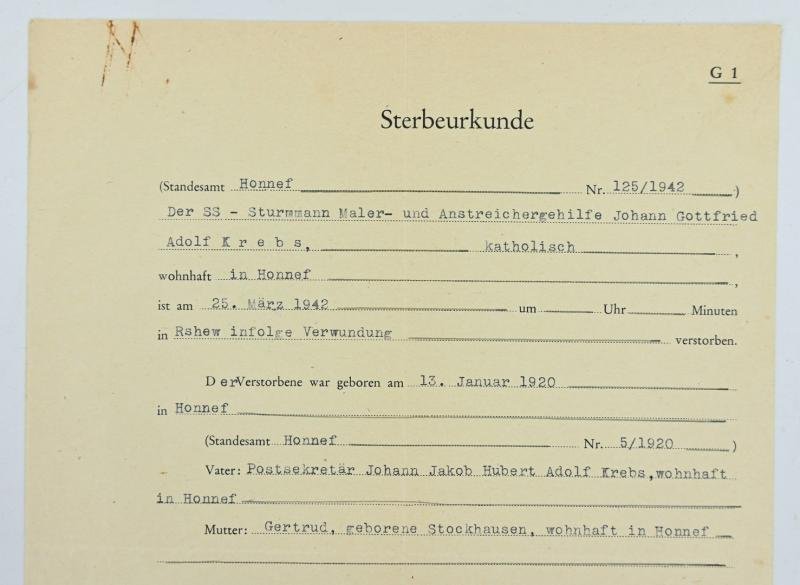 G 1
Sterbeurkunde
(Standesamt Honnef Nr. 125/1942 )
Der SS - Sturmmann Maler- und Anstreichergehilfe Johann Gottfried
Adolf K r e b s, katholisch ,
wohnhaft in Honnef ,
ist am 25. März 1942 um Uhr Minuten
in Rshew infolge Verwundung verstorben.
D er Verstorbene war geboren am 13. Januar 1920
in Honnef
(Standesamt Honnef Nr. 5/1920 )
Vater: Postsekretär Johann Jakob Hubert Adolf Krebs, wohnhaft
in Honnef
Mutter: Gertrud, geborene Stockhausen, wohnhaft in Honnef